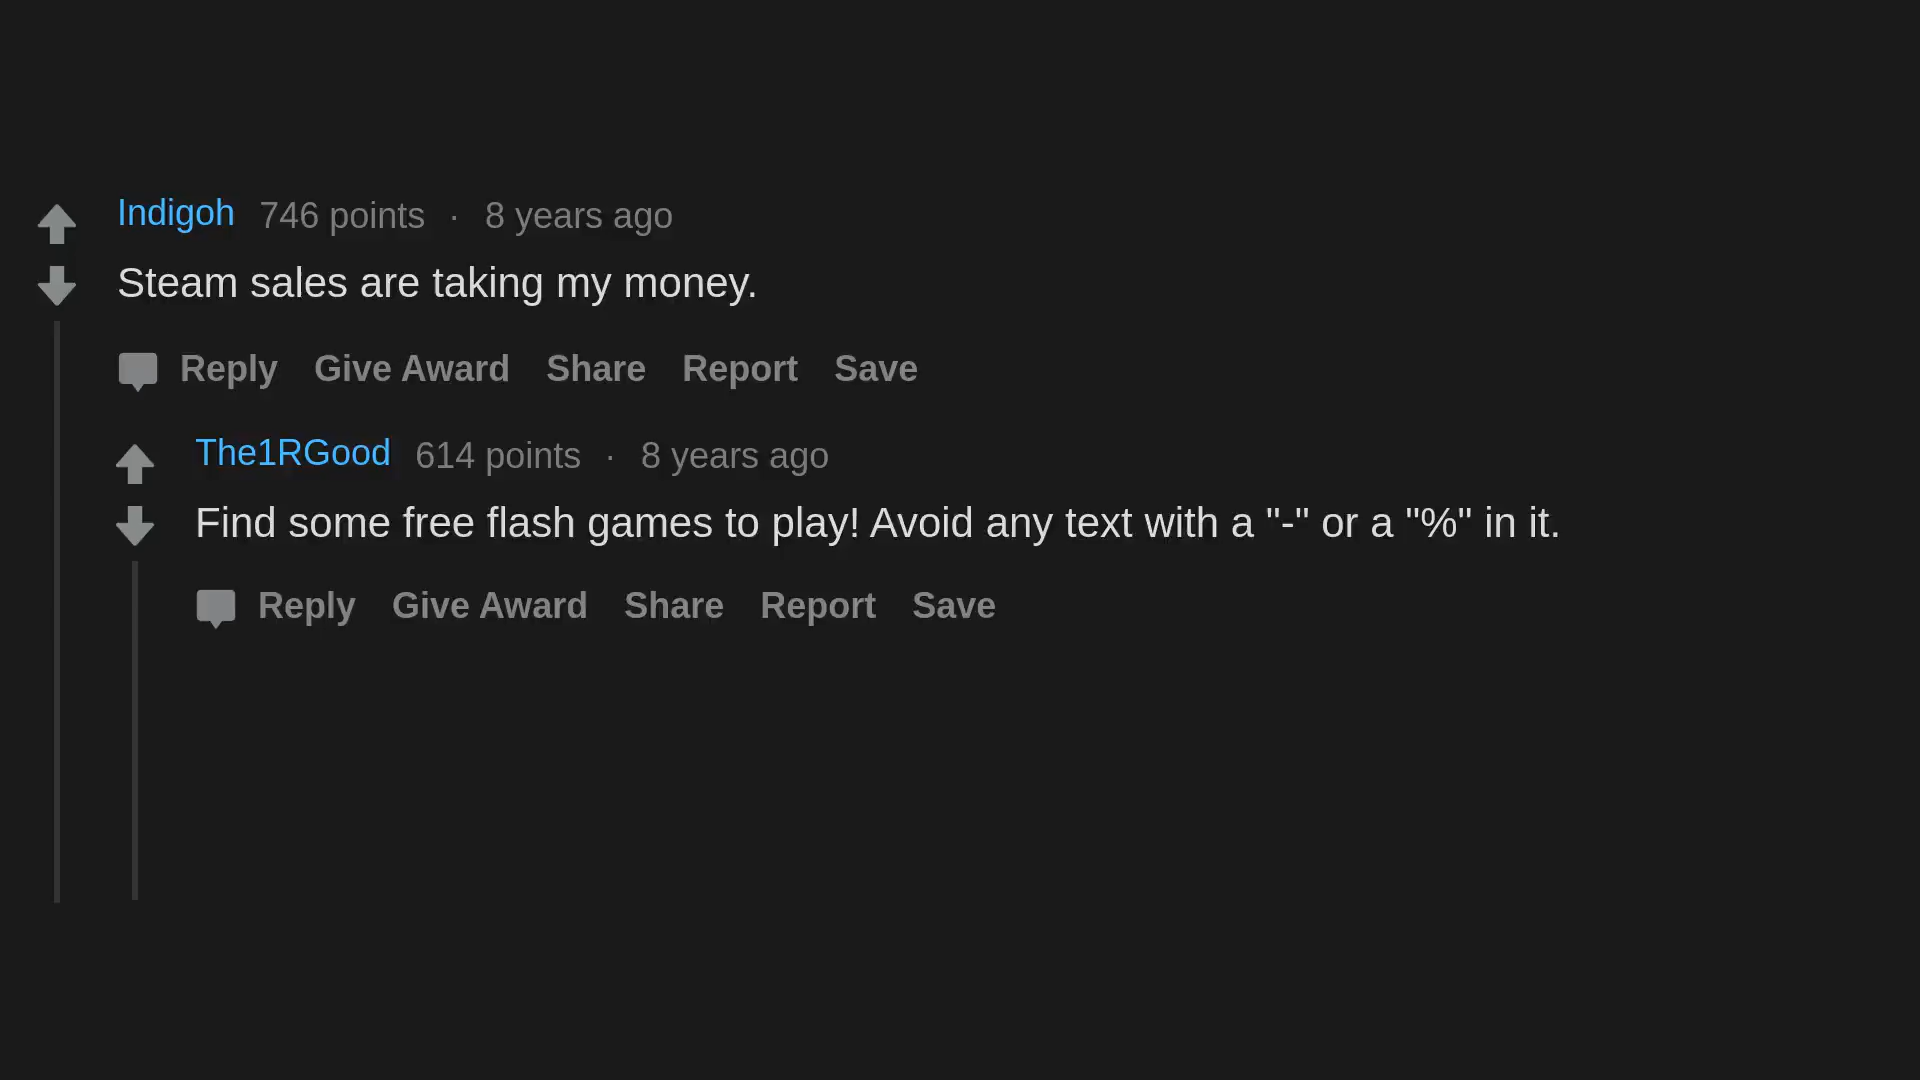 Indigoh 746 points · 8 years ago
Steam sales are taking my money.
Reply Give Award Share Report Save
The1RGood 614 points · 8 years ago
Find some free flash games to play! Avoid any text with a "-" or a "%" in it.
Reply Give Award Share Report Save